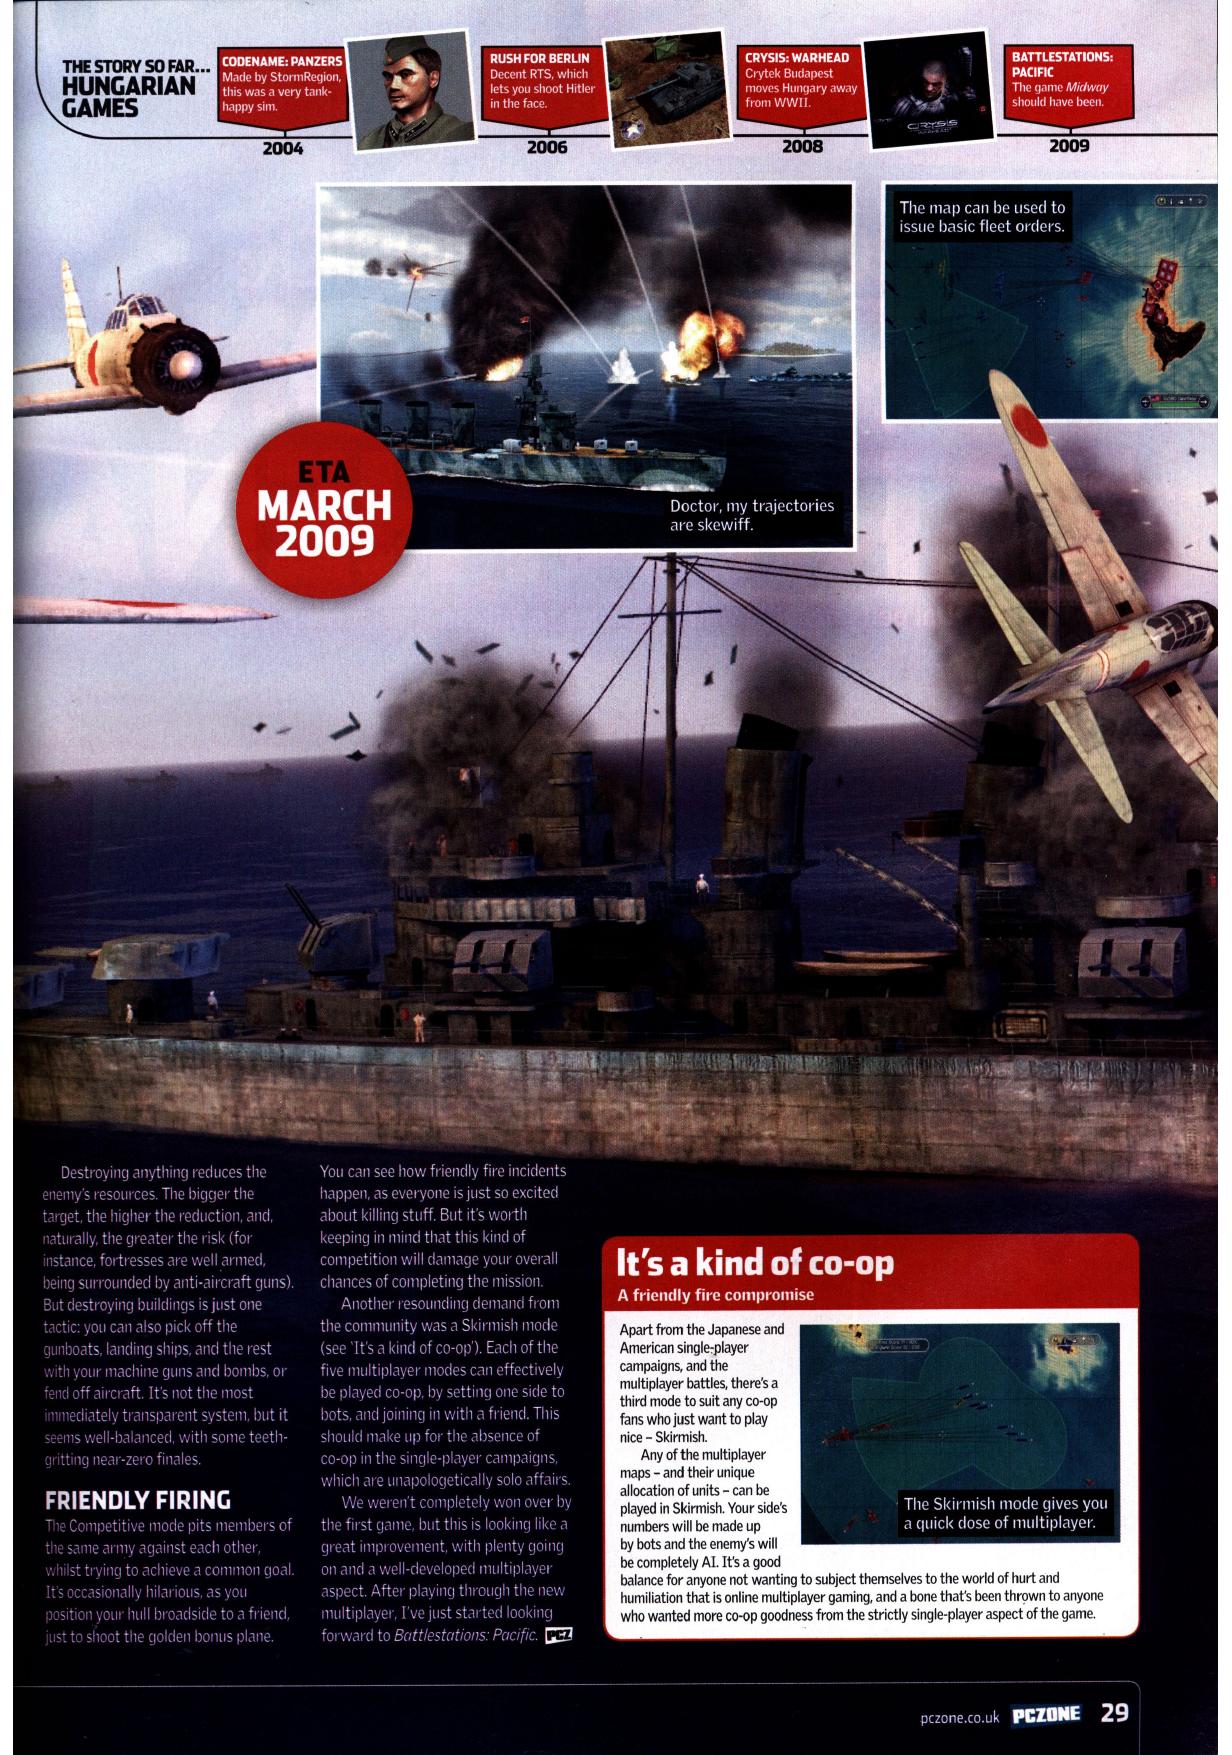 THE STORY SO FAR...
HUNGARIAN
GAMES
CODENAME: PANZERS
Made by StormRegion,
this was a very tank-
happy sim.
2004
RUSH FOR BERLIN
Decent RTS, which
lets you shoot Hitler
in the face.
2006
CRYSIS: WARHEAD
Crytek Budapest
moves Hungary away
from WWII.
2008
CRYSIS
BATTLESTATIONS:
PACIFIC
The game Midway
should have been.
2009
The map can be used to
issue basic fleet orders.
Doctor, my trajectories
are skewiff.
ETA
MARCH
2009
Destroying anything reduces the
enemy's resources. The bigger the
target, the higher the reduction, and,
naturally, the greater the risk (for
instance, fortresses are well armed,
being surrounded by anti-aircraft guns).
But destroying buildings is just one
tactic: you can also pick off the
gunboats, landing ships, and the rest
with your machine guns and bombs, or
fend off aircraft. It's not the most
immediately transparent system, but it
seems well-balanced, with some teeth-
gritting near-zero finales.
FRIENDLY FIRING
The Competitive mode pits members of
the same army against each other,
whilst trying to achieve a common goal.
It's occasionally hilarious, as you
position your hull broadside to a friend,
just to shoot the golden bonus plane.
You can see how friendly fire incidents
happen, as everyone is just so excited
about killing stuff. But it's worth
keeping in mind that this kind of
competition will damage your overall
chances of completing the mission.
Another resounding demand from
the community was a Skirmish mode
(see 'It's a kind of co-op'). Each of the
five multiplayer modes can effectively
be played co-op, by setting one side to
bots, and joining in with a friend. This
should make up for the absence of
co-op in the single-player campaigns,
which are unapologetically solo affairs.
We weren't completely won over by
the first game, but this is looking like a
great improvement, with plenty going
on and a well-developed multiplayer
aspect. After playing through the new
multiplayer, I've just started looking
forward to Battlestations: Pacific. PCZ
It's a kind of co-op
A friendly fire compromise
Apart from the Japanese and
American single-player
campaigns, and the
multiplayer battles, there's a
third mode to suit any co-op
fans who just want to play
nice – Skirmish.
Any of the multiplayer
maps – and their unique
allocation of units – can be
played in Skirmish. Your side's
numbers will be made up
by bots and the enemy's will
be completely AI. It's a good
balance for anyone not wanting to subject themselves to the world of hurt and
humiliation that is online multiplayer gaming, and a bone that's been thrown to anyone
who wanted more co-op goodness from the strictly single-player aspect of the game.
The Skirmish mode gives you
a quick dose of multiplayer.
pczone.co.uk PCZONE 29